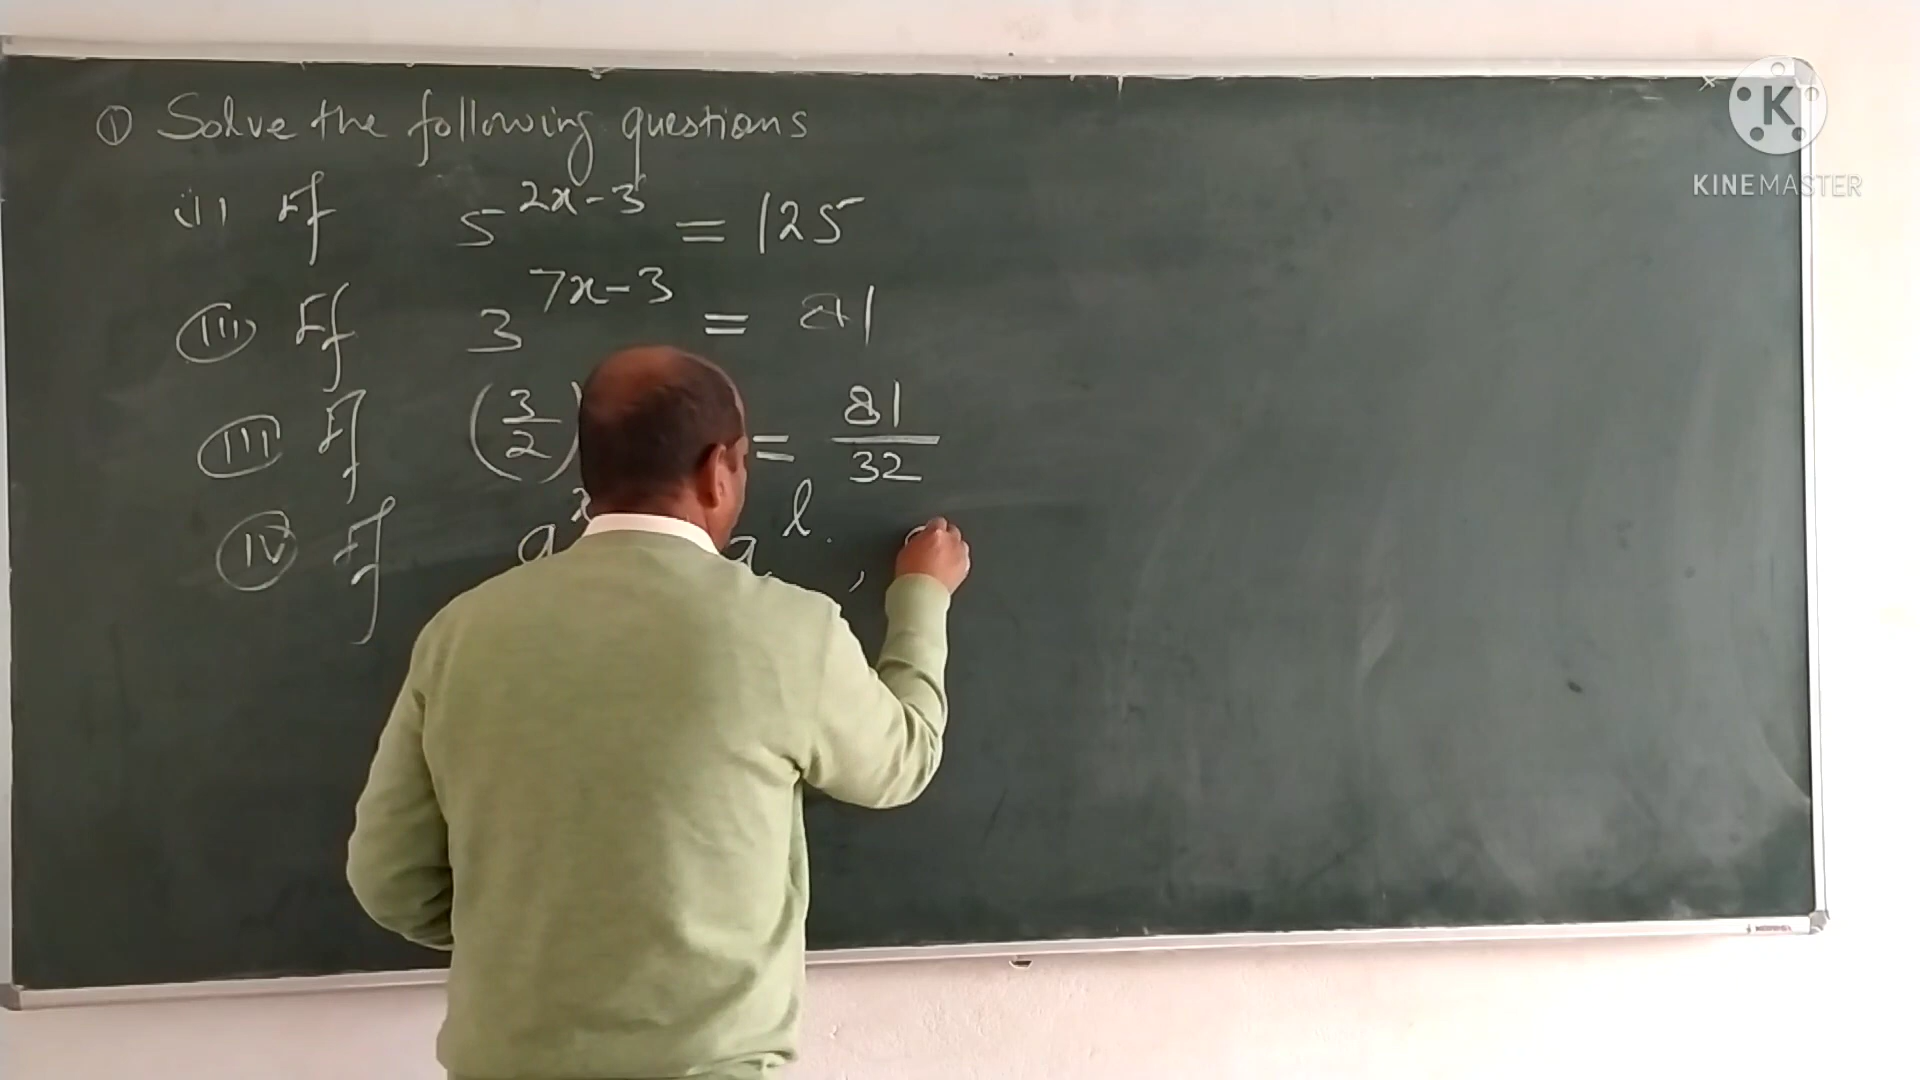 ① Solve the following questions
(i) If 5^{2x-3} = 125
(ii) If 3^{7x-3} = 81
(iii) If (3/2) = 81/32
(iv) If a^x a^l. ,
K
KINEMASTER